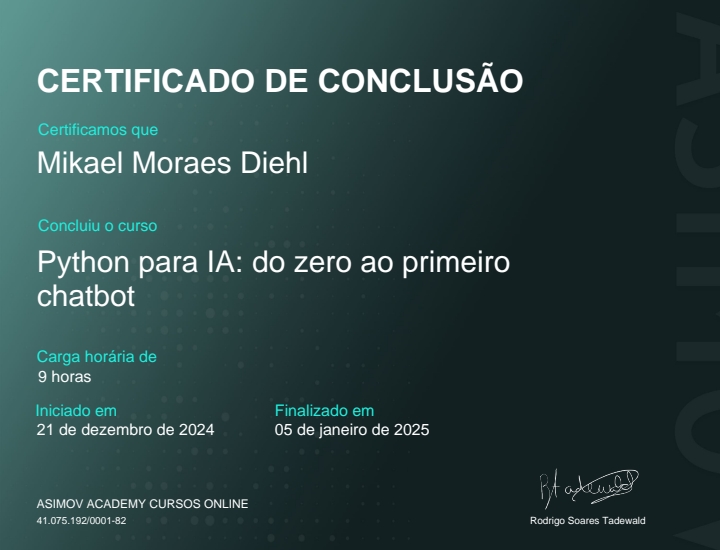 CERTIFICADO DE CONCLUSÃO
Certificamos que
Mikael Moraes Diehl
Concluiu o curso
Python para IA: do zero ao primeiro
chatbot
Carga horária de
9 horas
Iniciado em
21 de dezembro de 2024
Finalizado em
05 de janeiro de 2025
ASIMOV ACADEMY CURSOS ONLINE
41.075.192/0001-82
Rodrigo Soares Tadewald